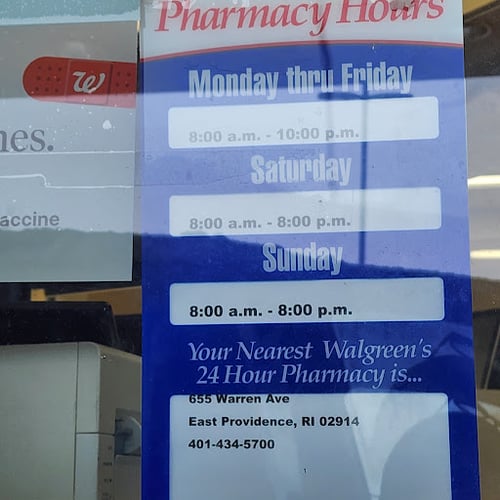 Pharmacy Hours
W
Monday thru Friday
8:00 a.m. - 10:00 p.m.
nes.
Saturday
accine
8:00 a.m. - 8:00 p.m.
Sunday
8:00 a.m. - 8:00 p.m.
Your Nearest Walgreen's
24 Hour Pharmacy is...
655 Warren Ave
East Providence, RI 02914
401-434-5700